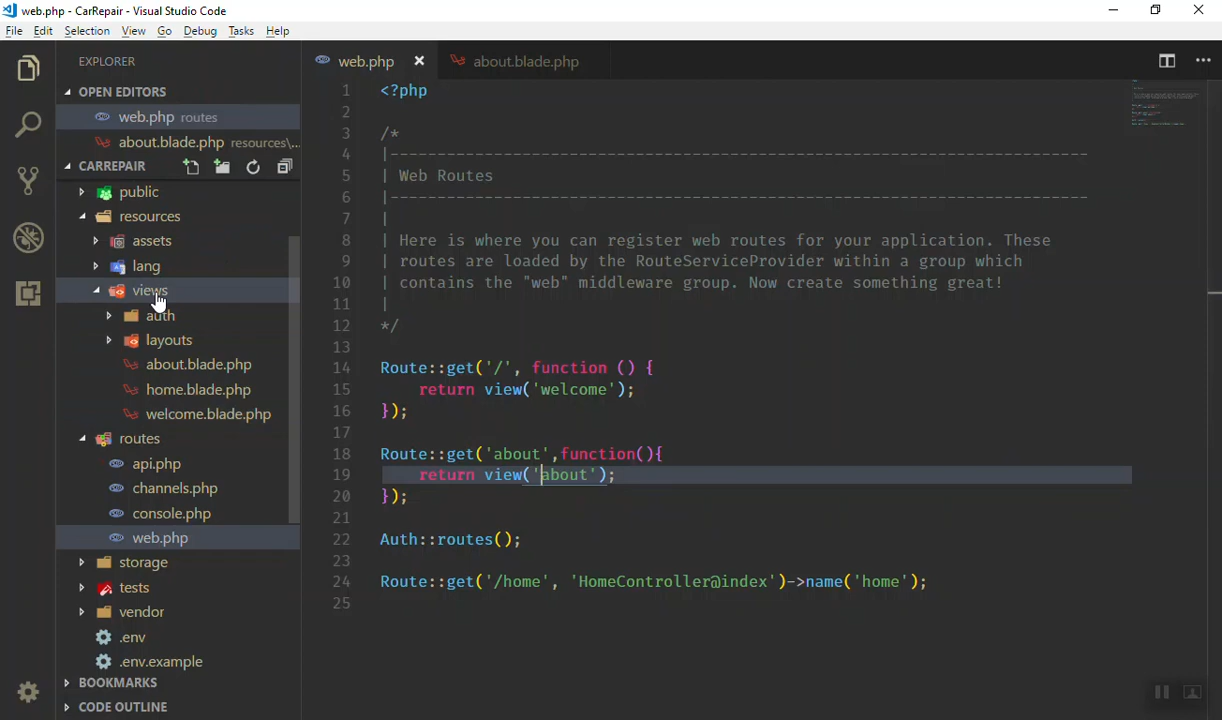 web.php - CarRepair - Visual Studio Code
File Edit Selection View Go Debug Tasks Help
EXPLORER
OPEN EDITORS
web.php routes
about.blade.php resources\...
CARREPAIR
public
resources
assets
lang
views
auth
layouts
about.blade.php
home.blade.php
welcome.blade.php
routes
api.php
channels.php
console.php
web.php
storage
tests
vendor
.env
.env.example
BOOKMARKS
CODE OUTLINE
web.php about.blade.php
1 <?php
2
3 /*
4 |--------------------------------------------------------------------------
5 | Web Routes
6 |--------------------------------------------------------------------------
7 |
8 | Here is where you can register web routes for your application. These
9 | routes are loaded by the RouteServiceProvider within a group which
10 | contains the "web" middleware group. Now create something great!
11 |
12 */
13
14 Route::get('/', function () {
15 return view('welcome');
16 });
17
18 Route::get('about',function(){
19 return view('about');
20 });
21
22 Auth::routes();
23
24 Route::get('/home', 'HomeController@index')->name('home');
25